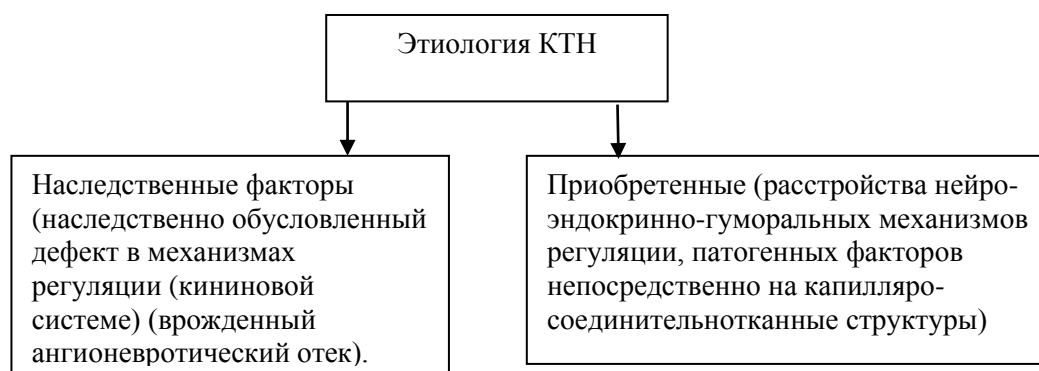 Этиология КТН
Наследственные факторы
(наследственно обусловленный
дефект в механизмах
регуляции (кининовой
системе) (врожденный
ангионевротический отек).
Приобретенные (расстройства нейро-
эндокринно-гуморальных механизмов
регуляции, патогенных факторов
непосредственно на капилляро-
соединительнотканные структуры)